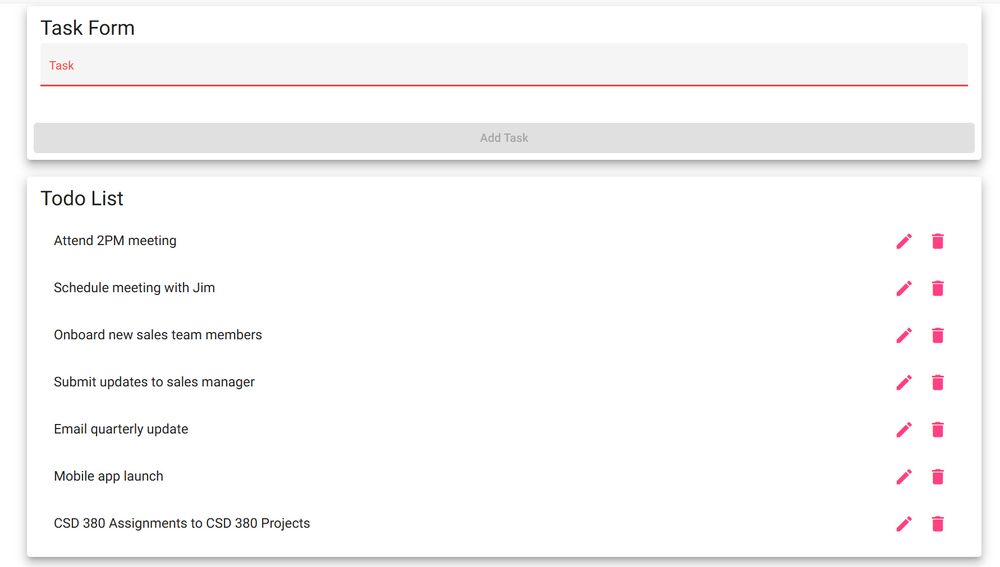 Task Form
Task
Add Task
Todo List
Attend 2PM meeting
Schedule meeting with Jim
Onboard new sales team members
Submit updates to sales manager
Email quarterly update
Mobile app launch
CSD 380 Assignments to CSD 380 Projects